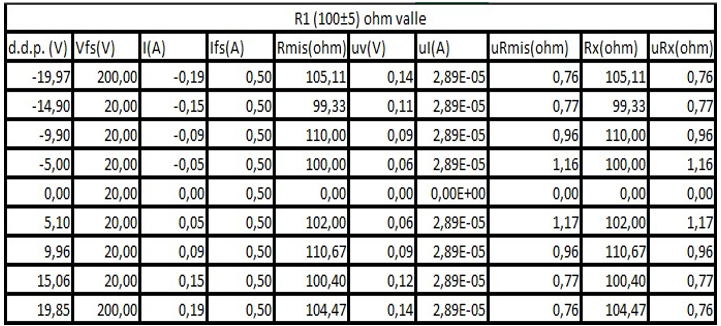 R1 (100±5) ohm valle
d.d.p. (V) Vfs(V) I(A) Ifs(A) Rmis(ohm) uv(V) uI(A) uRmis(ohm) Rx(ohm) uRx(ohm)
-19,97 200,00 -0,19 0,50 105,11 0,14 2,89E-05 0,76 105,11 0,76
-14,90 20,00 -0,15 0,50 99,33 0,11 2,89E-05 0,77 99,33 0,77
-9,90 20,00 -0,09 0,50 110,00 0,09 2,89E-05 0,96 110,00 0,96
-5,00 20,00 -0,05 0,50 100,00 0,06 2,89E-05 1,16 100,00 1,16
0,00 20,00 0,00 0,50 0,00 0,00 0,00E+00 0,00 0,00 0,00
5,10 20,00 0,05 0,50 102,00 0,06 2,89E-05 1,17 102,00 1,17
9,96 20,00 0,09 0,50 110,67 0,09 2,89E-05 0,96 110,67 0,96
15,06 20,00 0,15 0,50 100,40 0,12 2,89E-05 0,77 100,40 0,77
19,85 200,00 0,19 0,50 104,47 0,14 2,89E-05 0,76 104,47 0,76